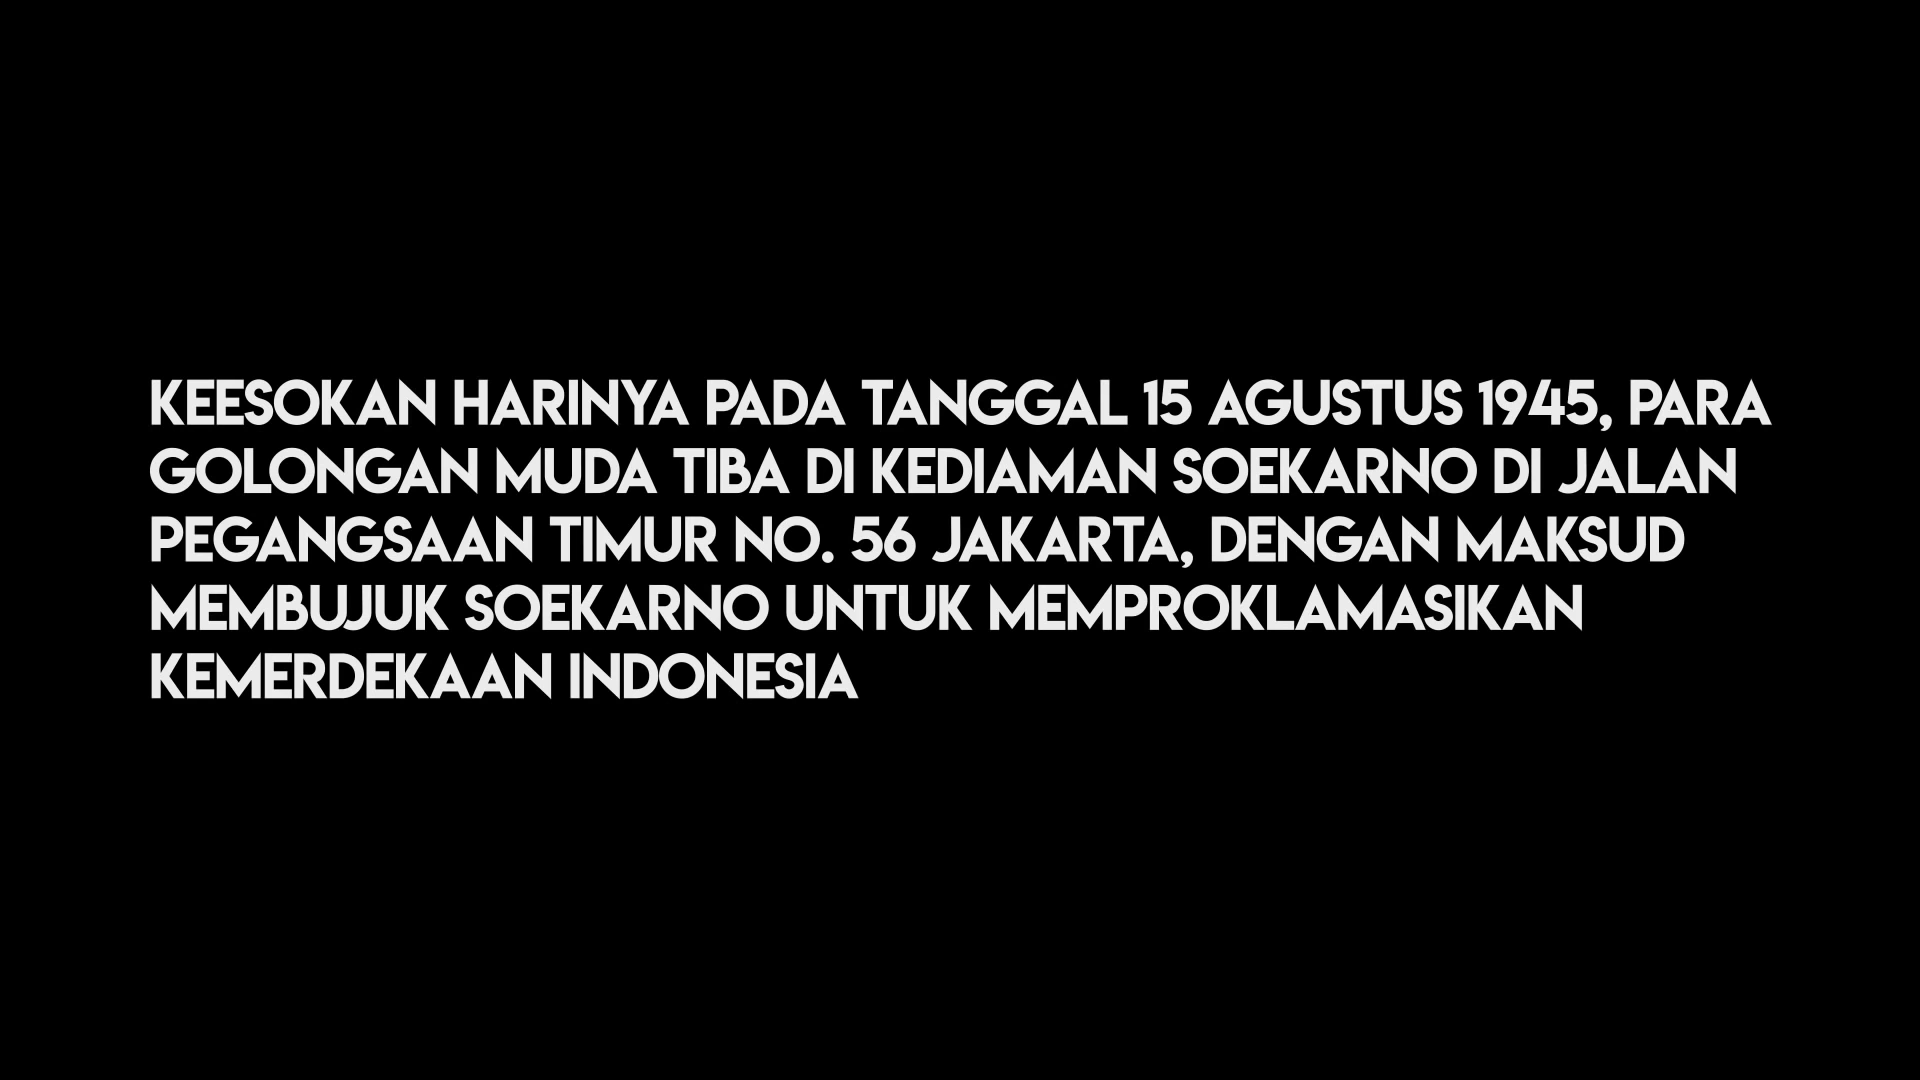 KEESOKAN HARINYA PADA TANGGAL 15 AGUSTUS 1945, PARA
GOLONGAN MUDA TIBA DI KEDIAMAN SOEKARNO DI JALAN
PEGANGSAAN TIMUR NO. 56 JAKARTA, DENGAN MAKSUD
MEMBUJUK SOEKARNO UNTUK MEMPROKLAMASIKAN
KEMERDEKAAN INDONESIA